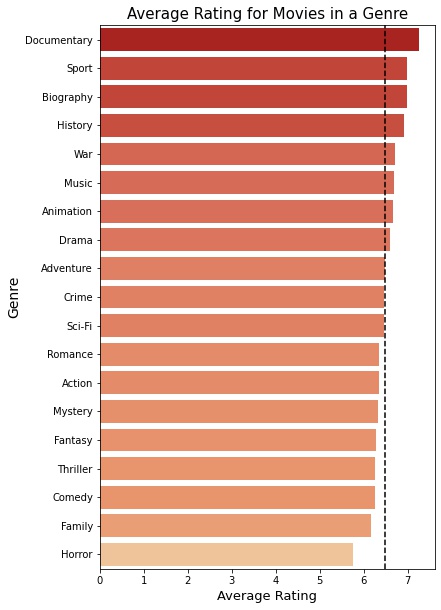 Average Rating for Movies in a Genre
Genre
Documentary
Sport
Biography
History
War
Music
Animation
Drama
Adventure
Crime
Sci-Fi
Romance
Action
Mystery
Fantasy
Thriller
Comedy
Family
Horror
0 1 2 3 4 5 6 7
Average Rating